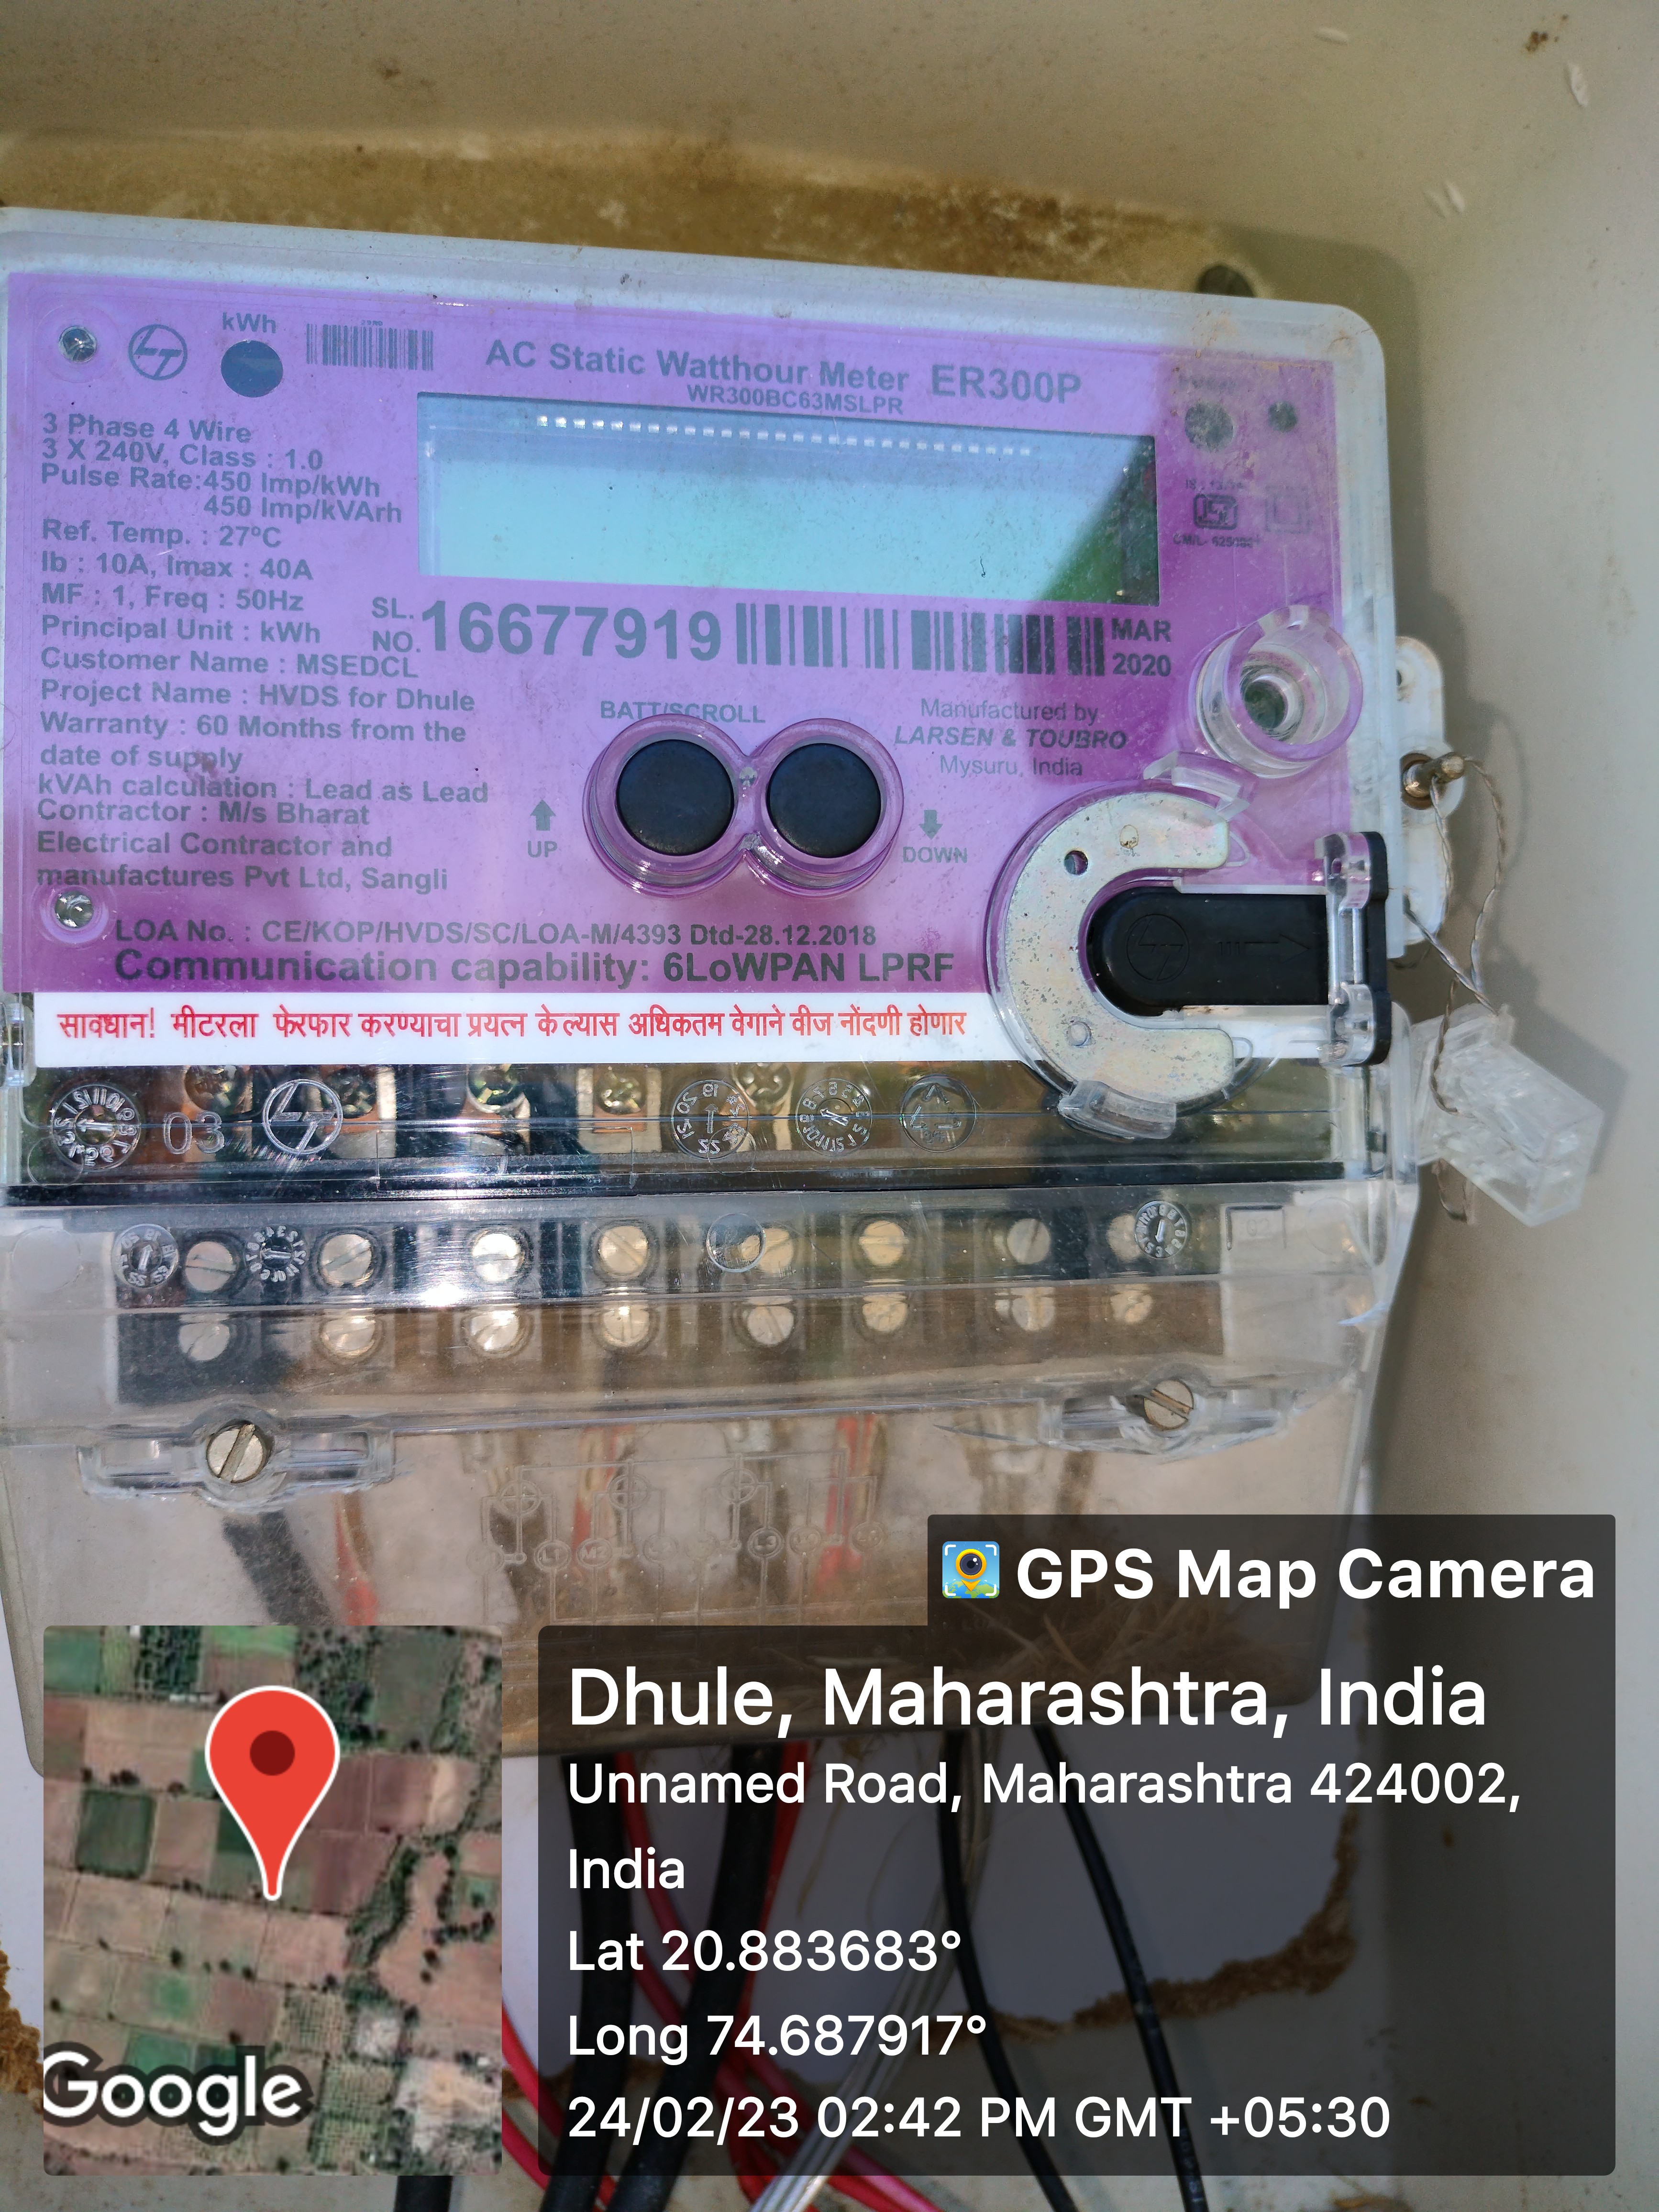 kWh
AC Static Watthour Meter ER300P
WR300BC63MSLPR
3 Phase 4 Wire
3 X 240V, Class : 1.0
Pulse Rate:450 Imp/kWh
450 Imp/kVArh
Ref. Temp. : 27°C
Ib : 10A, Imax : 40A
MF : 1, Freq : 50Hz
Principal Unit : kWh
Customer Name : MSEDCL
Project Name : HVDS for Dhule
Warranty : 60 Months from the
date of supply
kVAh calculation : Lead as Lead
Contractor : M/s Bharat
Electrical Contractor and
manufactures Pvt Ltd, Sangli
SL.
NO. 16677919
MAR
2020
BATT/SCROLL
UP
DOWN
Manufactured by
LARSEN & TOUBRO
Mysuru, India
LOA No. : CE/KOP/HVDS/SC/LOA-M/4393 Dtd-28.12.2018
Communication capability: 6LoWPAN LPRF
सावधान! मीटरला फेरफार करण्याचा प्रयत्न केल्यास अधिकतम वेगाने वीज नोंदणी होणार
03
GPS Map Camera
Dhule, Maharashtra, India
Unnamed Road, Maharashtra 424002,
India
Lat 20.883683°
Long 74.687917°
24/02/23 02:42 PM GMT +05:30
Google